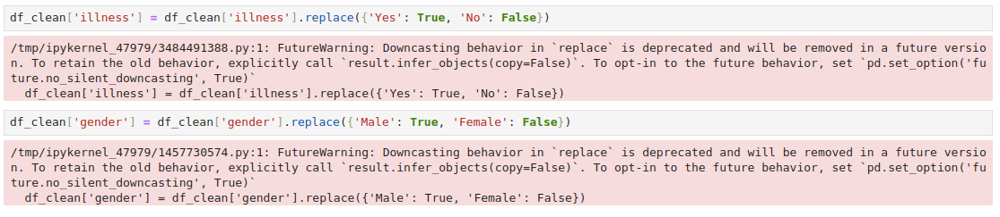 df_clean['illness'] = df_clean['illness'].replace({'Yes': True, 'No': False})
/tmp/ipykernel_47979/3484491388.py:1: FutureWarning: Downcasting behavior in `replace` is deprecated and will be removed in a future versio
n. To retain the old behavior, explicitly call `result.infer_objects(copy=False)`. To opt-in to the future behavior, set `pd.set_option('fu
ture.no_silent_downcasting', True)`
  df_clean['illness'] = df_clean['illness'].replace({'Yes': True, 'No': False})
df_clean['gender'] = df_clean['gender'].replace({'Male': True, 'Female': False})
/tmp/ipykernel_47979/1457730574.py:1: FutureWarning: Downcasting behavior in `replace` is deprecated and will be removed in a future versio
n. To retain the old behavior, explicitly call `result.infer_objects(copy=False)`. To opt-in to the future behavior, set `pd.set_option('fu
ture.no_silent_downcasting', True)`
  df_clean['gender'] = df_clean['gender'].replace({'Male': True, 'Female': False})